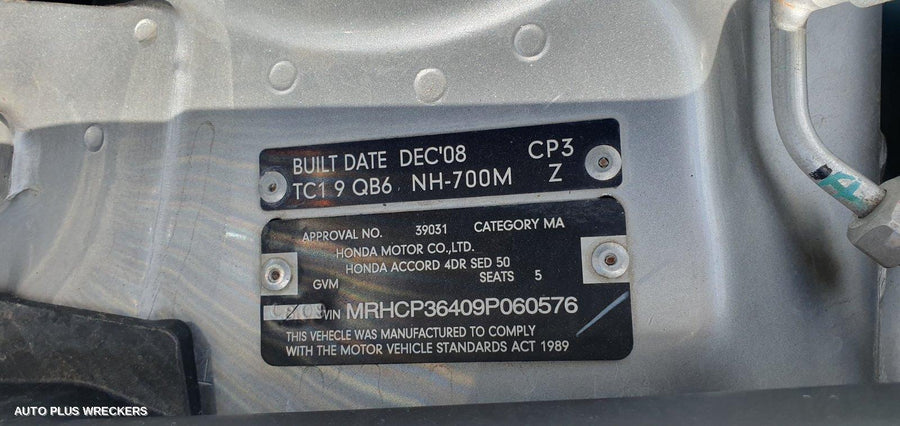 BUILT DATE DEC'08 CP3
TC1 9 QB6 NH-700M Z
APPROVAL NO. 39031 CATEGORY MA
HONDA MOTOR CO.,LTD.
HONDA ACCORD 4DR SED 50
GVM SEATS 5
VIN MRHCP36409P060576
THIS VEHECLE WAS MANUFACTURED TO COMPLY
WITH THE MOTOR VEHICLE STANDARDS ACT 1989
AUTO PLUS WRECKERS